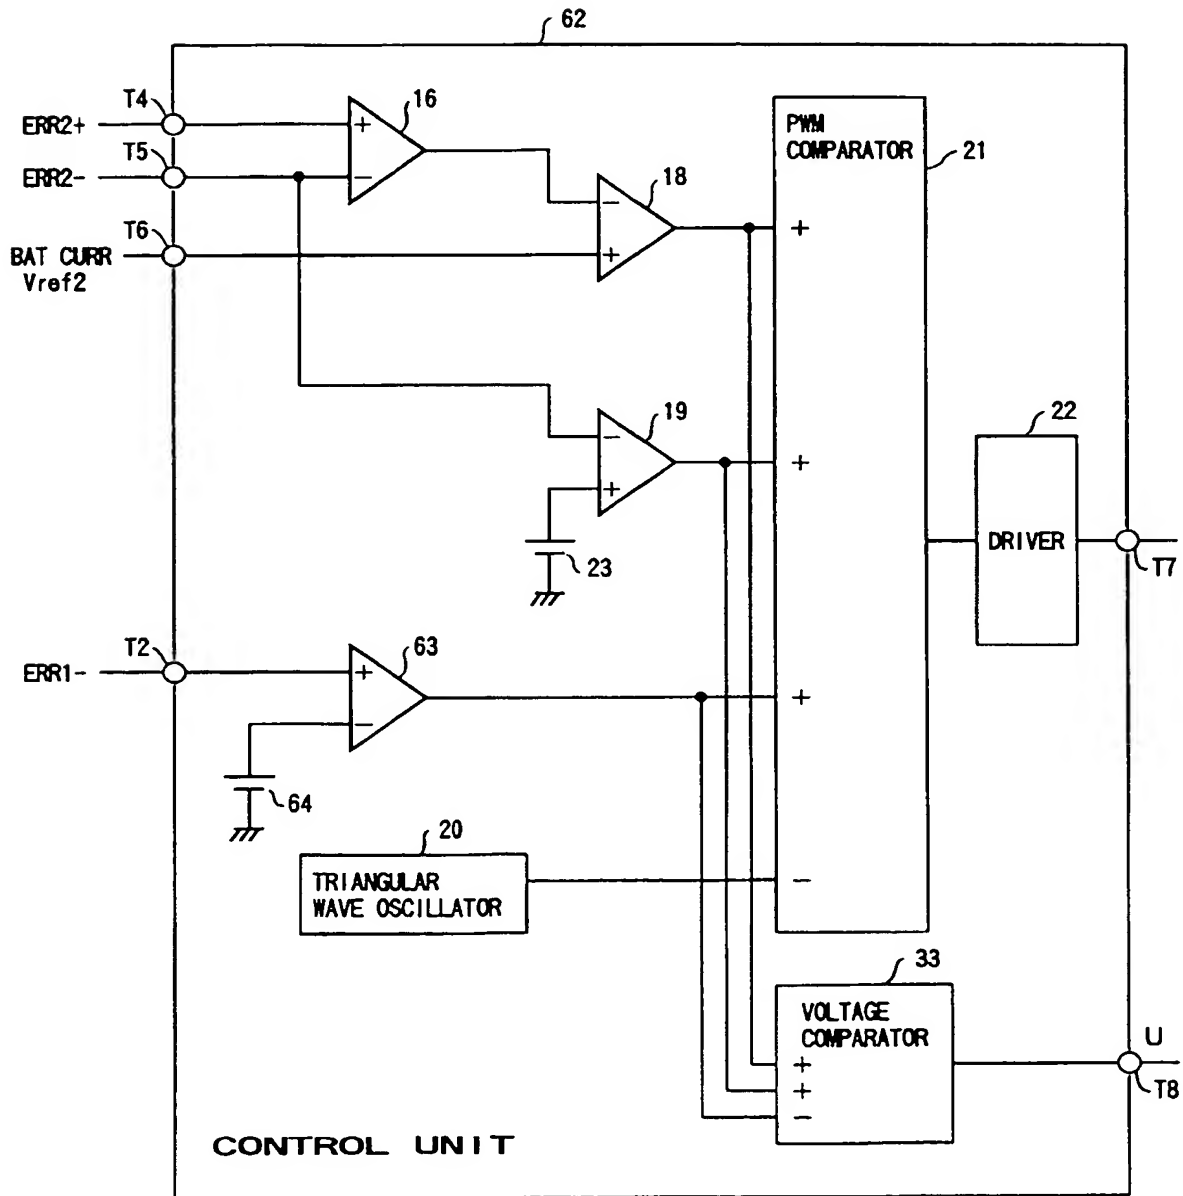 62
T4
ERR2+
16
+
−
T5
ERR2-
18
−
+
T6
BAT CURR
Vref2
PWM
COMPARATOR
21
+
+
+
−
19
−
+
23
22
DRIVER
T7
T2
ERR1-
63
+
−
64
20
TRIANGULAR
WAVE OSCILLATOR
33
VOLTAGE
COMPARATOR
+
+
−
U
T8
CONTROL UNIT